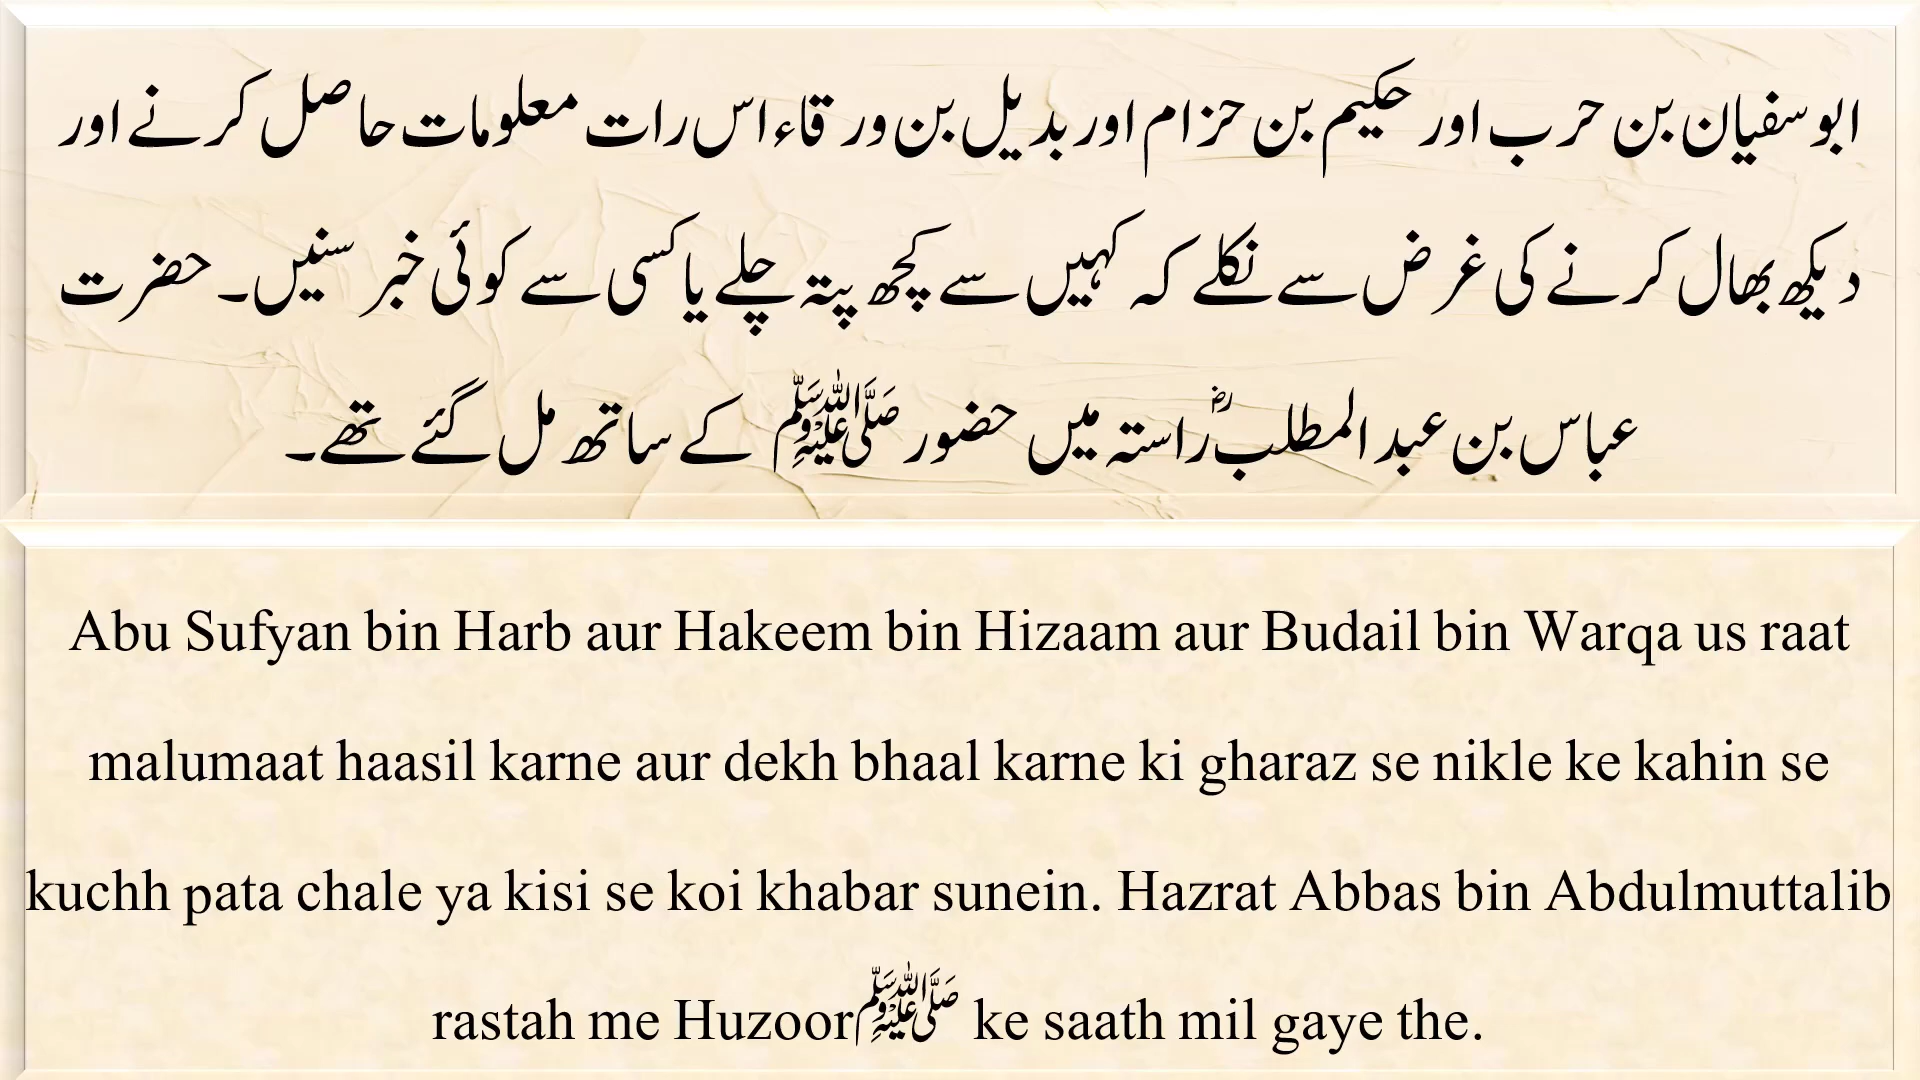 ابوسفیان بن حرب اور حکیم بن حزام اور بدیل بن ورقاء اس رات معلومات حاصل کرنے اور
دیکھ بھال کرنے کی غرض سے نکلے کہ کہیں سے کچھ پتہ چلے یا کسی سے کوئی خبر سنیں۔ حضرت
عباس بن عبد المطلبؓ راستہ میں حضور ﷺ کے ساتھ مل گئے تھے۔
Abu Sufyan bin Harb aur Hakeem bin Hizaam aur Budail bin Warqa us raat
malumaat haasil karne aur dekh bhaal karne ki gharaz se nikle ke kahin se
kuchh pata chale ya kisi se koi khabar sunein. Hazrat Abbas bin Abdulmuttalib
rastah me Huzoorﷺ ke saath mil gaye the.